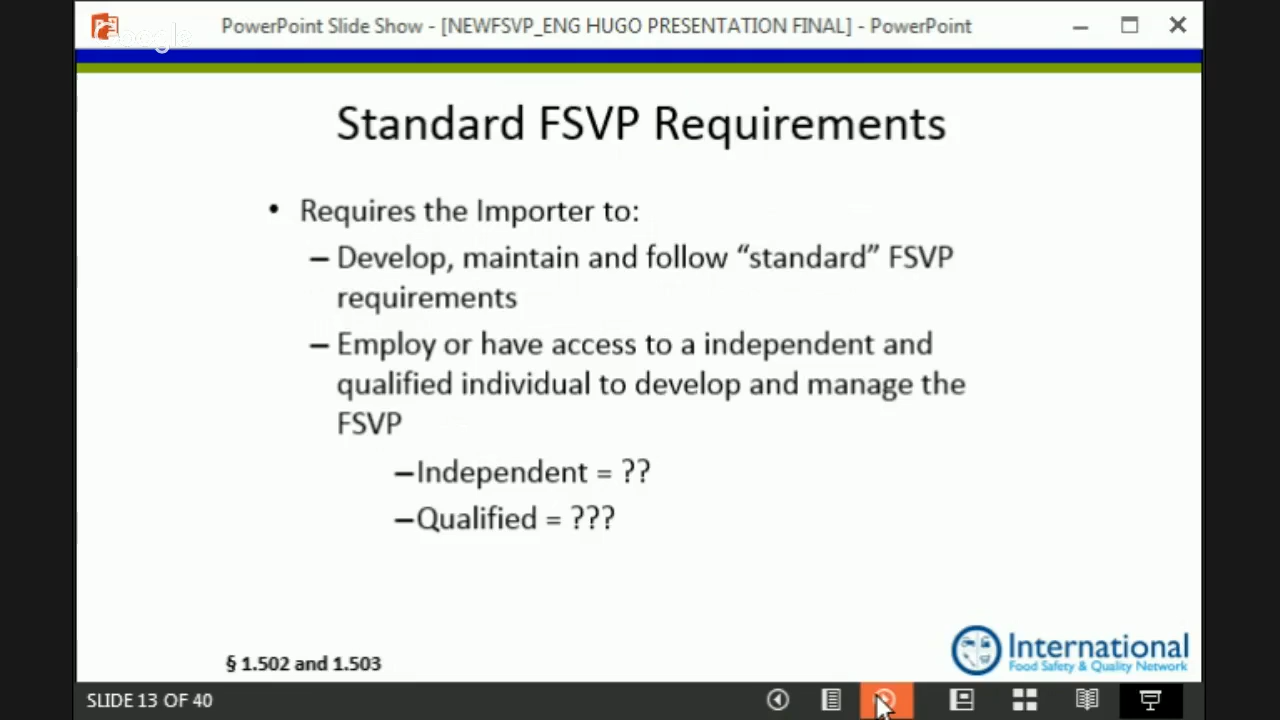 PowerPoint Slide Show - [NEWFSVP_ENG HUGO PRESENTATION FINAL] - PowerPoint
Google
Standard FSVP Requirements
• Requires the Importer to:
– Develop, maintain and follow “standard” FSVP
requirements
– Employ or have access to a independent and
qualified individual to develop and manage the
FSVP
–Independent = ??
–Qualified = ???
§ 1.502 and 1.503
International
Food Safety & Quality Network
SLIDE 13 OF 40